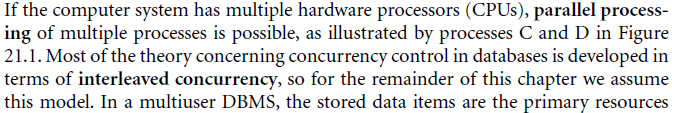 If the computer system has multiple hardware processors (CPUs), parallel process-
ing of multiple processes is possible, as illustrated by processes C and D in Figure
21.1. Most of the theory concerning concurrency control in databases is developed in
terms of interleaved concurrency, so for the remainder of this chapter we assume
this model. In a multiuser DBMS, the stored data items are the primary resources